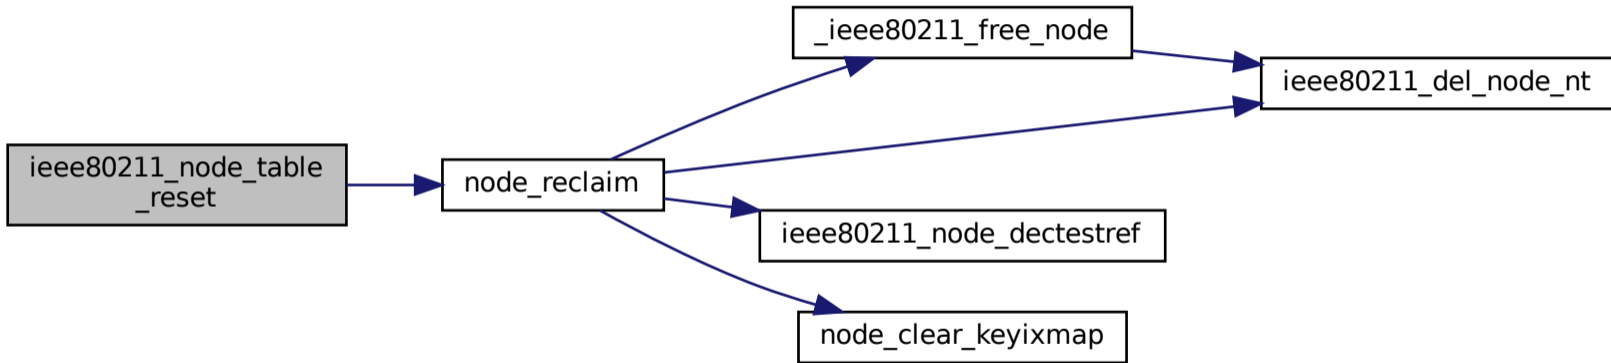 _ieee80211_free_node
ieee80211_del_node_nt
ieee80211_node_table
_reset
node_reclaim
ieee80211_node_dectestref
node_clear_keyixmap